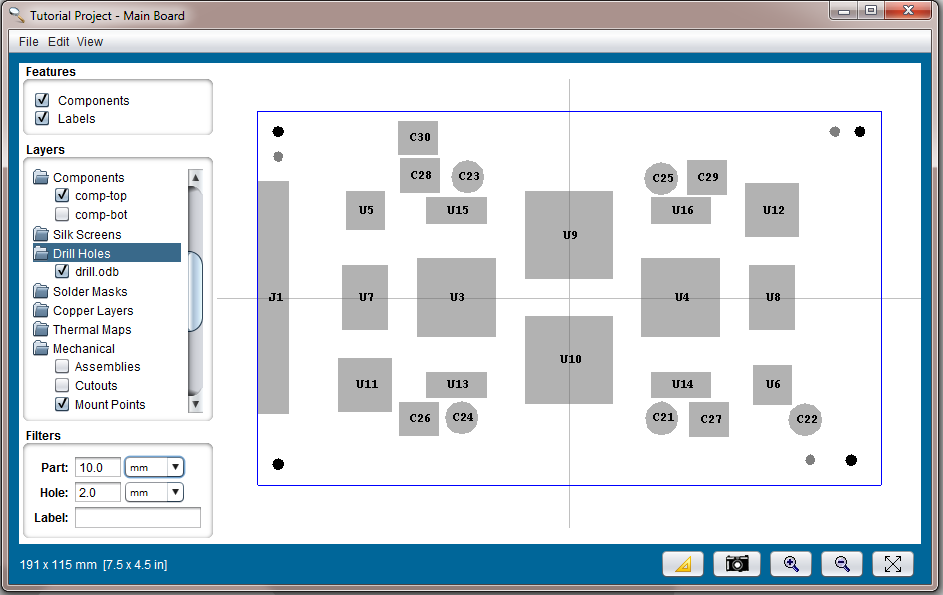 Tutorial Project - Main Board
File Edit View
Features
Components
Labels
Layers
Components
comp-top
comp-bot
Silk Screens
Drill Holes
drill.odb
Solder Masks
Copper Layers
Thermal Maps
Mechanical
Assemblies
Cutouts
Mount Points
Filters
Part: 10.0 mm
Hole: 2.0 mm
Label:
C30
C28 C23 C25 C29
U5 U15 U16 U12
U9
J1 U7 U3 U4 U8
U10
U11 U13 U14 U6
C26 C24 C21 C27 C22
191 x 115 mm [7.5 x 4.5 in]